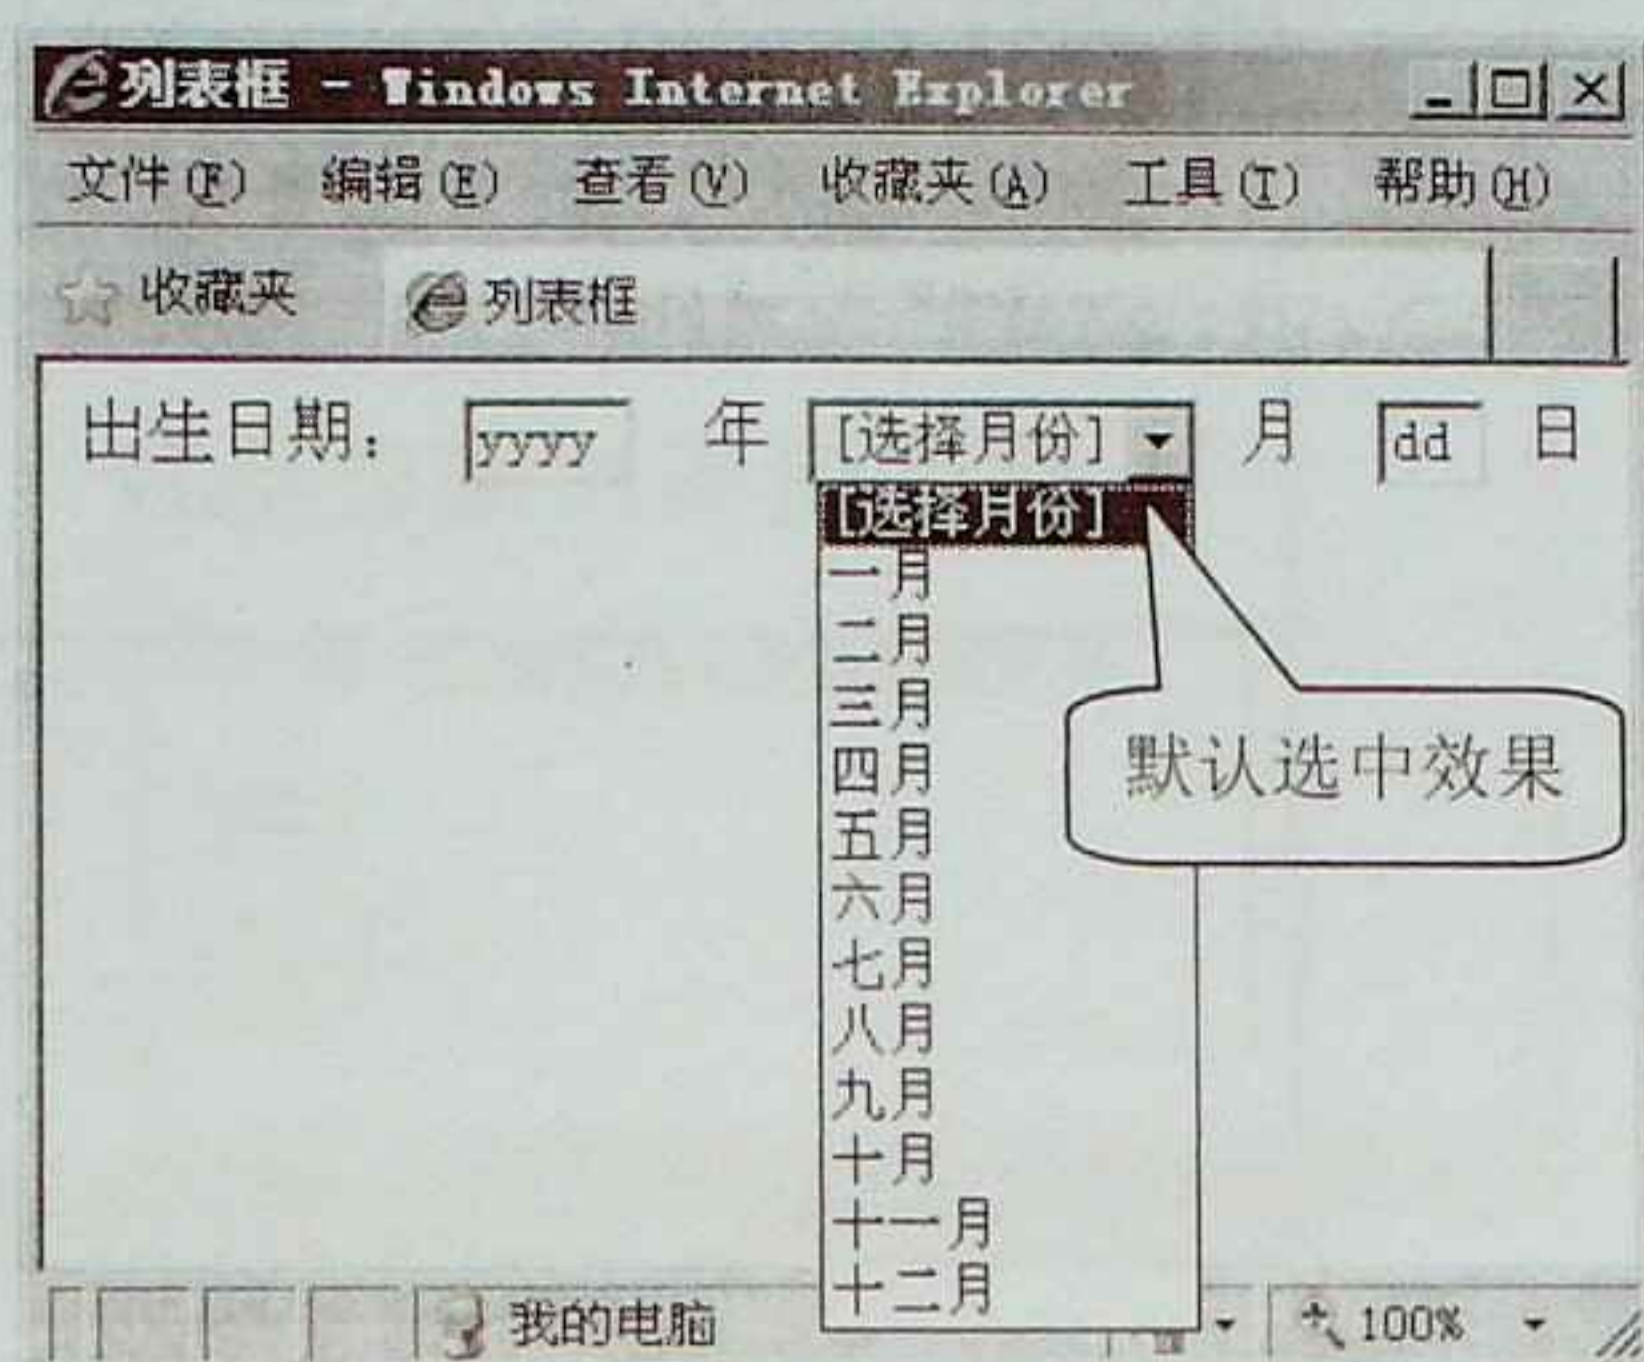 列表框 - Windows Internet Explorer
文件(F) 编辑(E) 查看(V) 收藏夹(A) 工具(T) 帮助(H)
收藏夹 列表框
出生日期： yyyy 年 [选择月份] 月 dd 日
[选择月份]
一月
二月
三月
四月
五月
六月
七月
八月
九月
十月
十一月
十二月
默认选中效果
我的电脑 100%